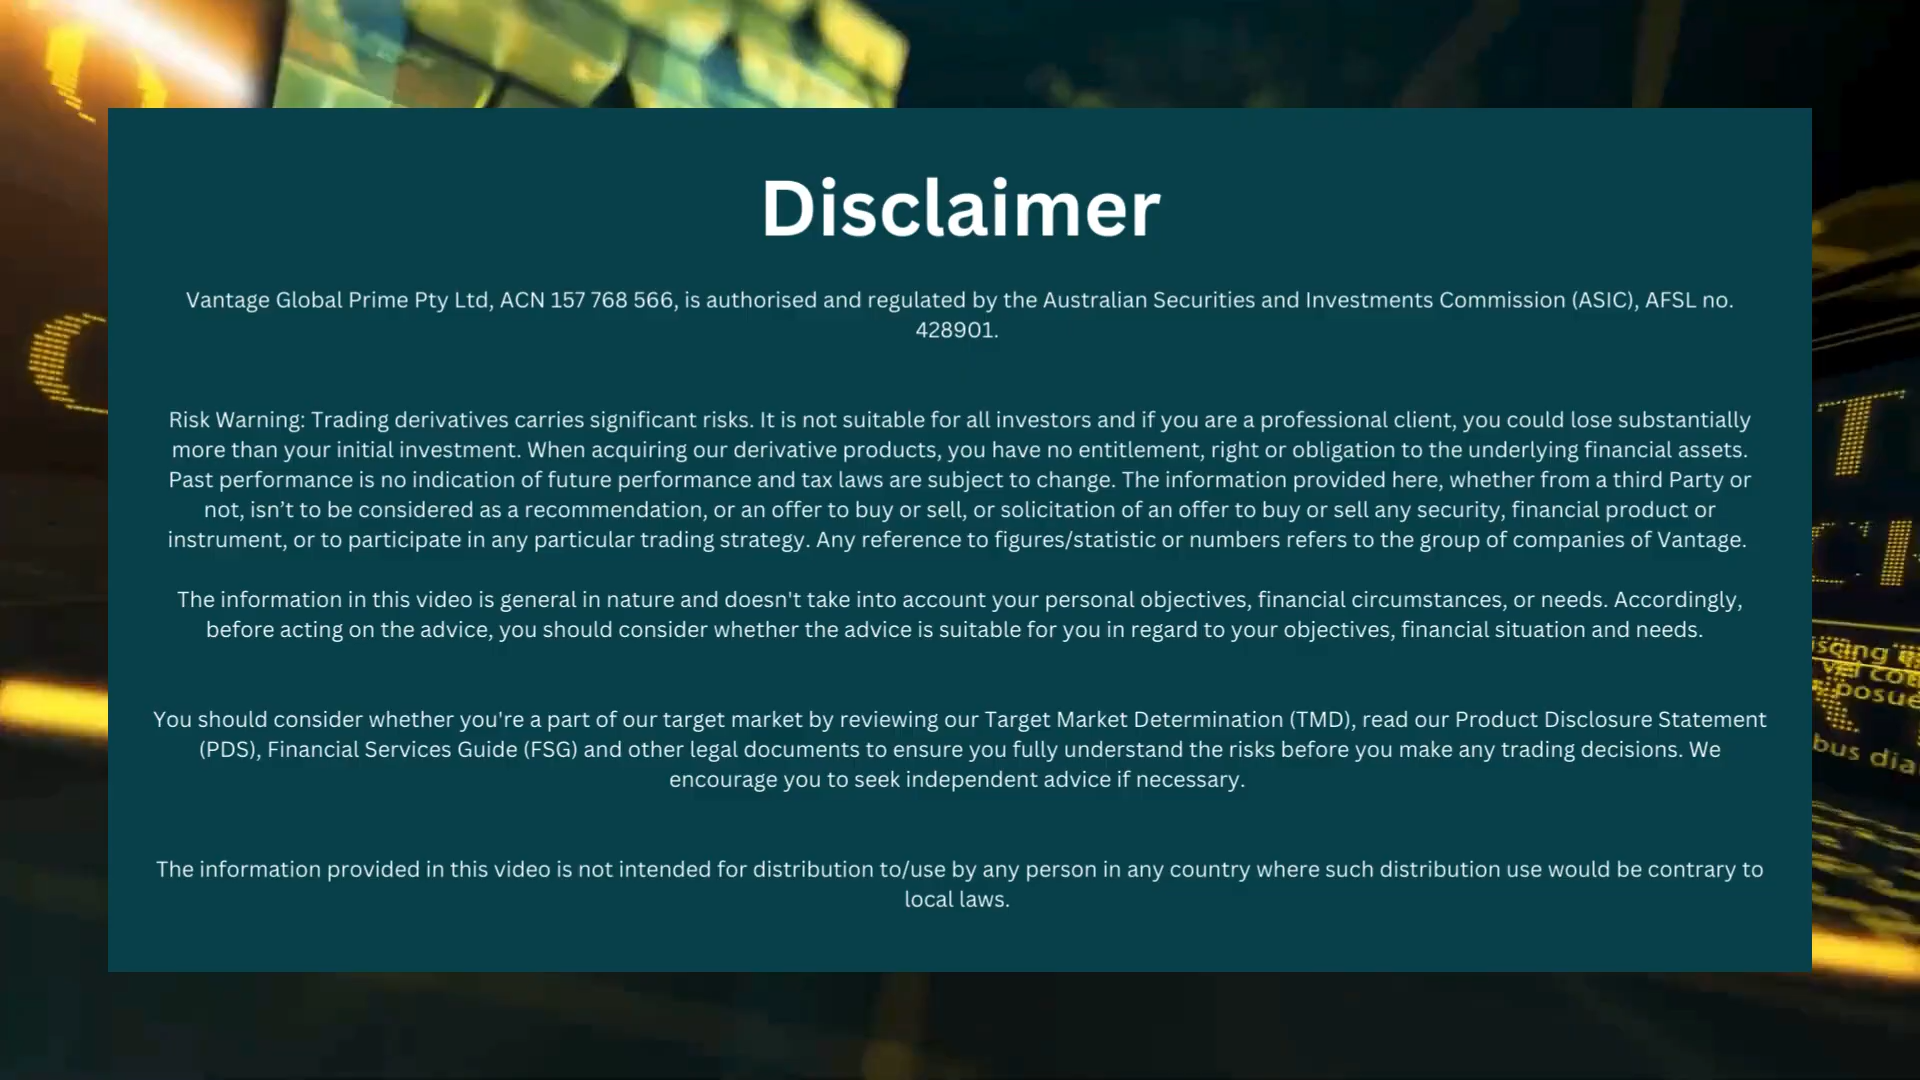 Disclaimer
Vantage Global Prime Pty Ltd, ACN 157 768 566, is authorised and regulated by the Australian Securities and Investments Commission (ASIC), AFSL no.
428901.
Risk Warning: Trading derivatives carries significant risks. It is not suitable for all investors and if you are a professional client, you could lose substantially
more than your initial investment. When acquiring our derivative products, you have no entitlement, right or obligation to the underlying financial assets.
Past performance is no indication of future performance and tax laws are subject to change. The information provided here, whether from a third Party or
not, isn’t to be considered as a recommendation, or an offer to buy or sell, or solicitation of an offer to buy or sell any security, financial product or
instrument, or to participate in any particular trading strategy. Any reference to figures/statistic or numbers refers to the group of companies of Vantage.
The information in this video is general in nature and doesn't take into account your personal objectives, financial circumstances, or needs. Accordingly,
before acting on the advice, you should consider whether the advice is suitable for you in regard to your objectives, financial situation and needs.
You should consider whether you're a part of our target market by reviewing our Target Market Determination (TMD), read our Product Disclosure Statement
(PDS), Financial Services Guide (FSG) and other legal documents to ensure you fully understand the risks before you make any trading decisions. We
encourage you to seek independent advice if necessary.
The information provided in this video is not intended for distribution to/use by any person in any country where such distribution use would be contrary to
local laws.